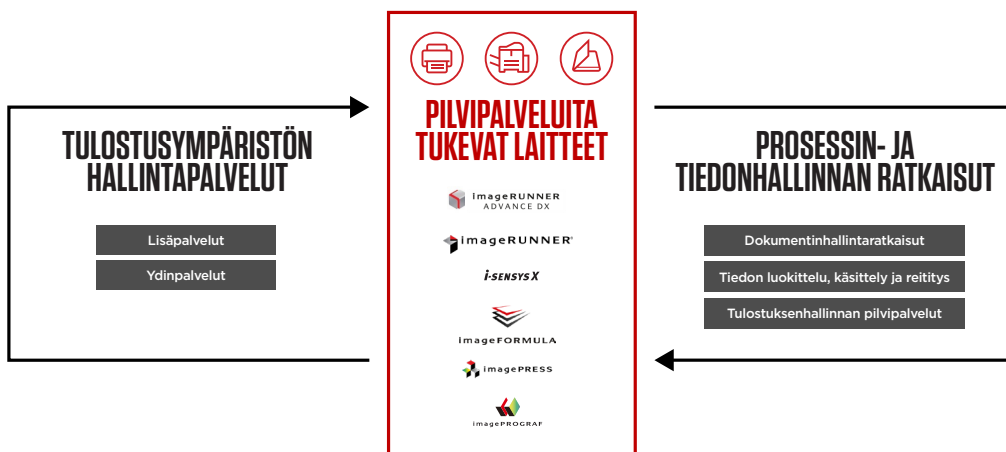 TULOSTUSYMPÄRISTÖN
HALLINTAPALVELUT
Lisäpalvelut
Ydinpalvelut
PILVIPALVELUITA
TUKEVAT LAITTEET
imageRUNNER
ADVANCE DX
imageRUNNER®
i-SENSYS X
imageFORMULA
imagePRESS
imagePROGRAF
PROSESSIN- JA
TIEDONHALLINNAN RATKAISUT
Dokumentinhallintaratkaisut
Tiedon luokittelu, käsittely ja reititys
Tulostuksenhallinnan pilvipalvelut